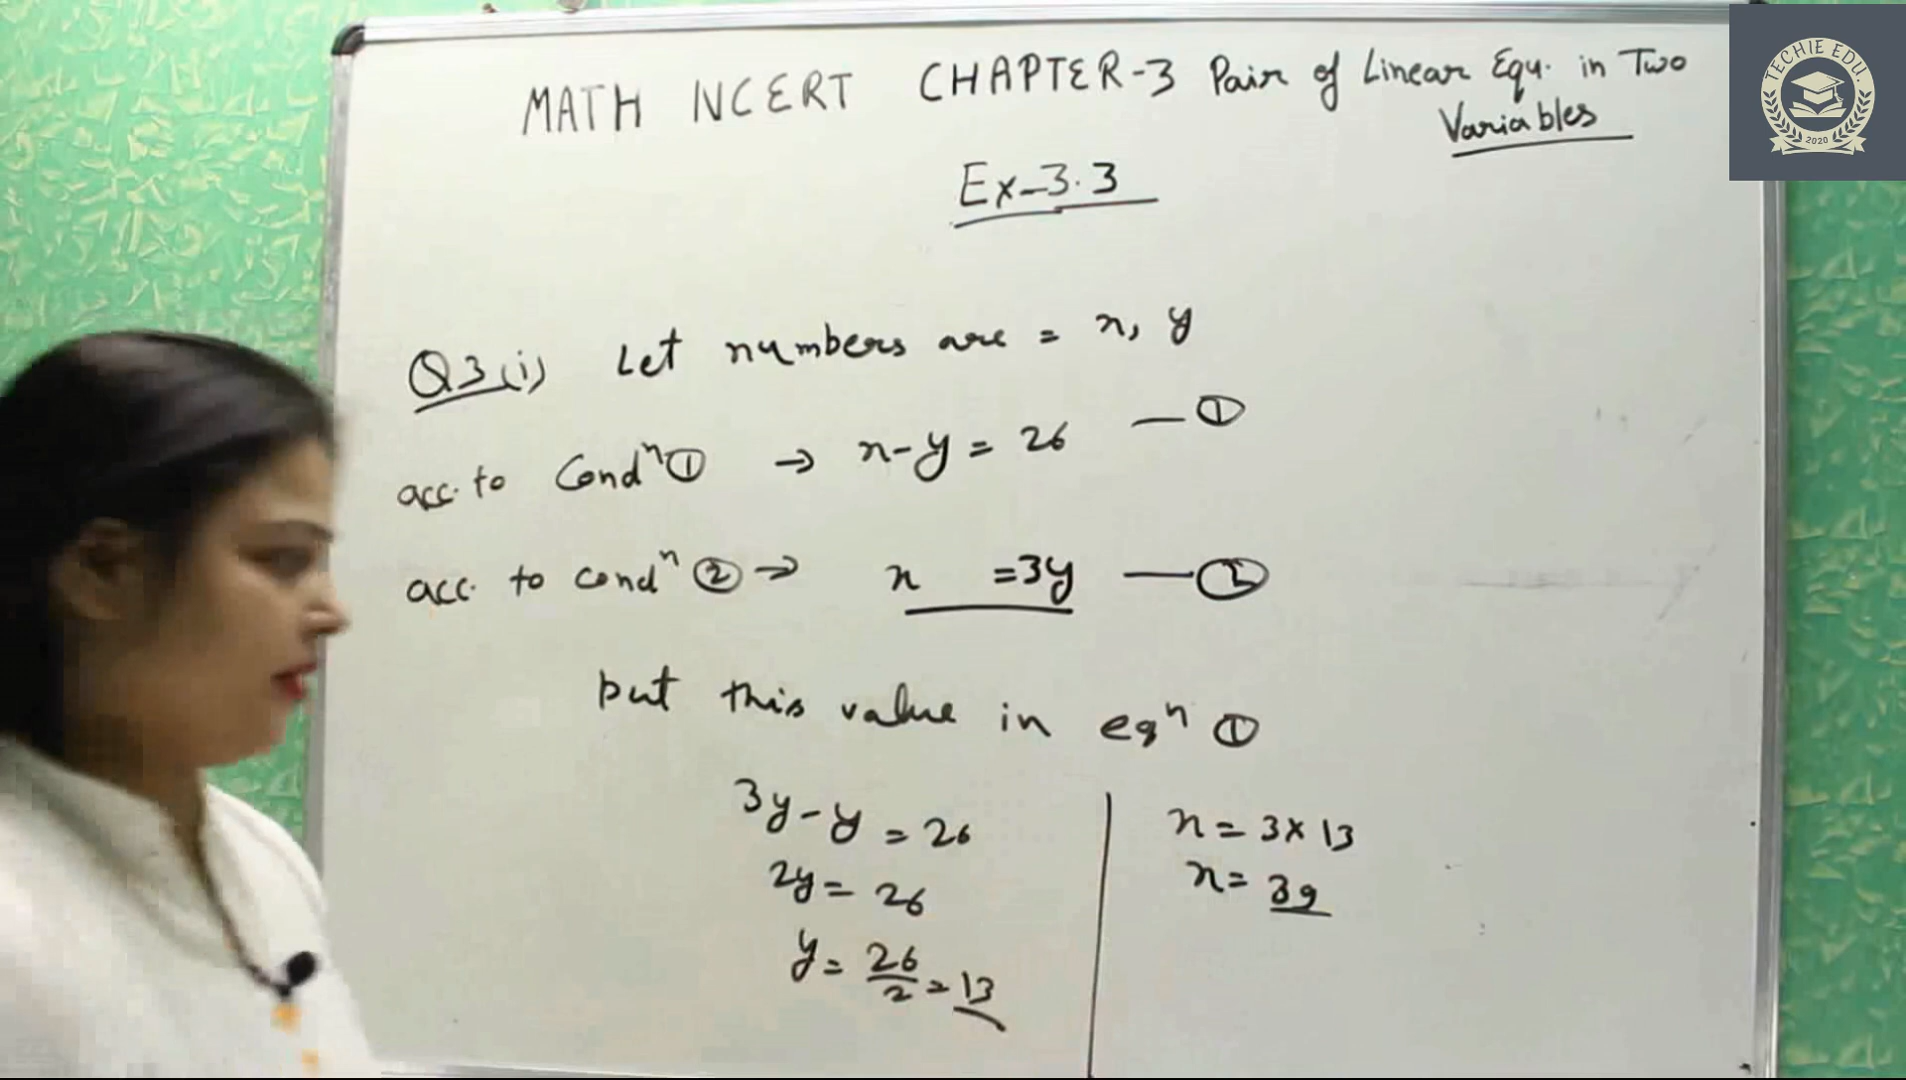 MATH NCERT CHAPTER-3 Pair of Linear Equ. in Two
Variables
Ex-3.3
Q3(i) Let numbers are = x, y
acc. to Condⁿ ① → x-y = 26 — ①
acc. to condⁿ ② → x =3y — ②
put this value in eqⁿ ①
3y-y = 26
2y = 26
y = 26/2 = 13
x = 3×13
x = 39
TECHIE EDU.
2020